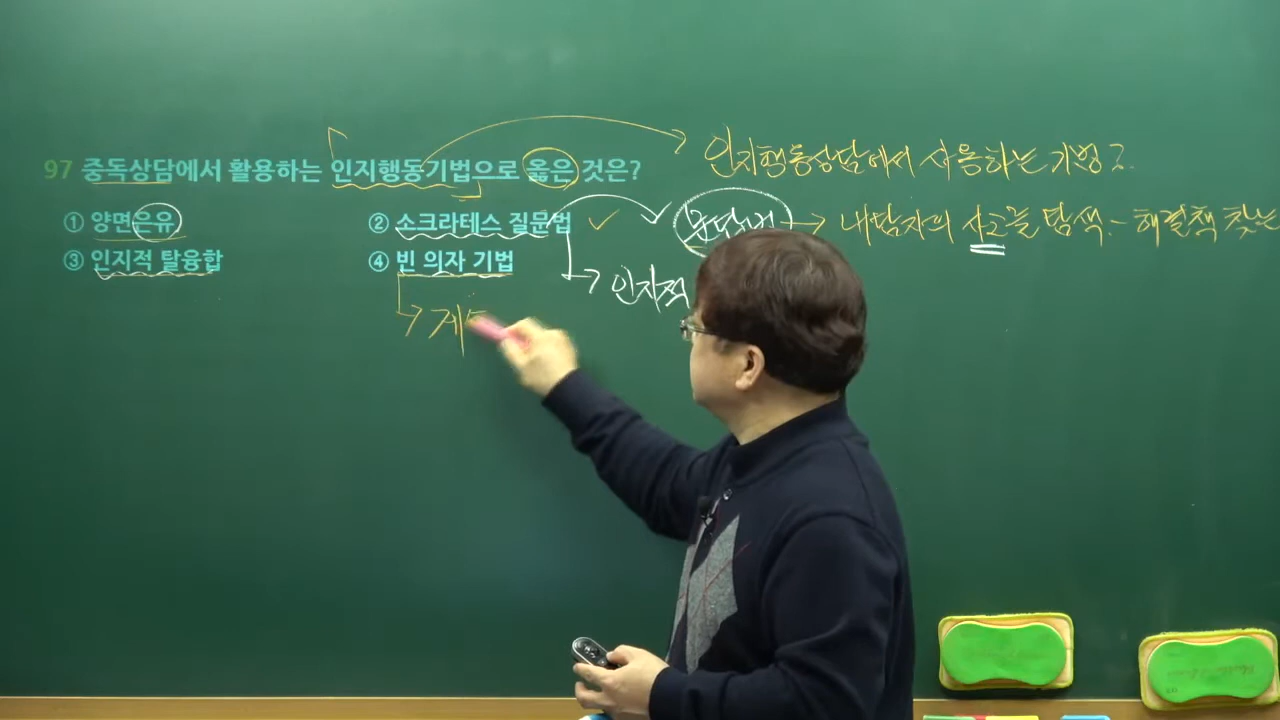 97 중독상담에서 활용하는 인지행동기법으로 옳은 것은?
① 양면은유 ② 소크라테스 질문법
③ 인지적 탈융합 ④ 빈 의자 기법
인지행동상담에서 사용하는 기법?
내담자의 사고를 탐색 - 해결책 찾는
인지적
게